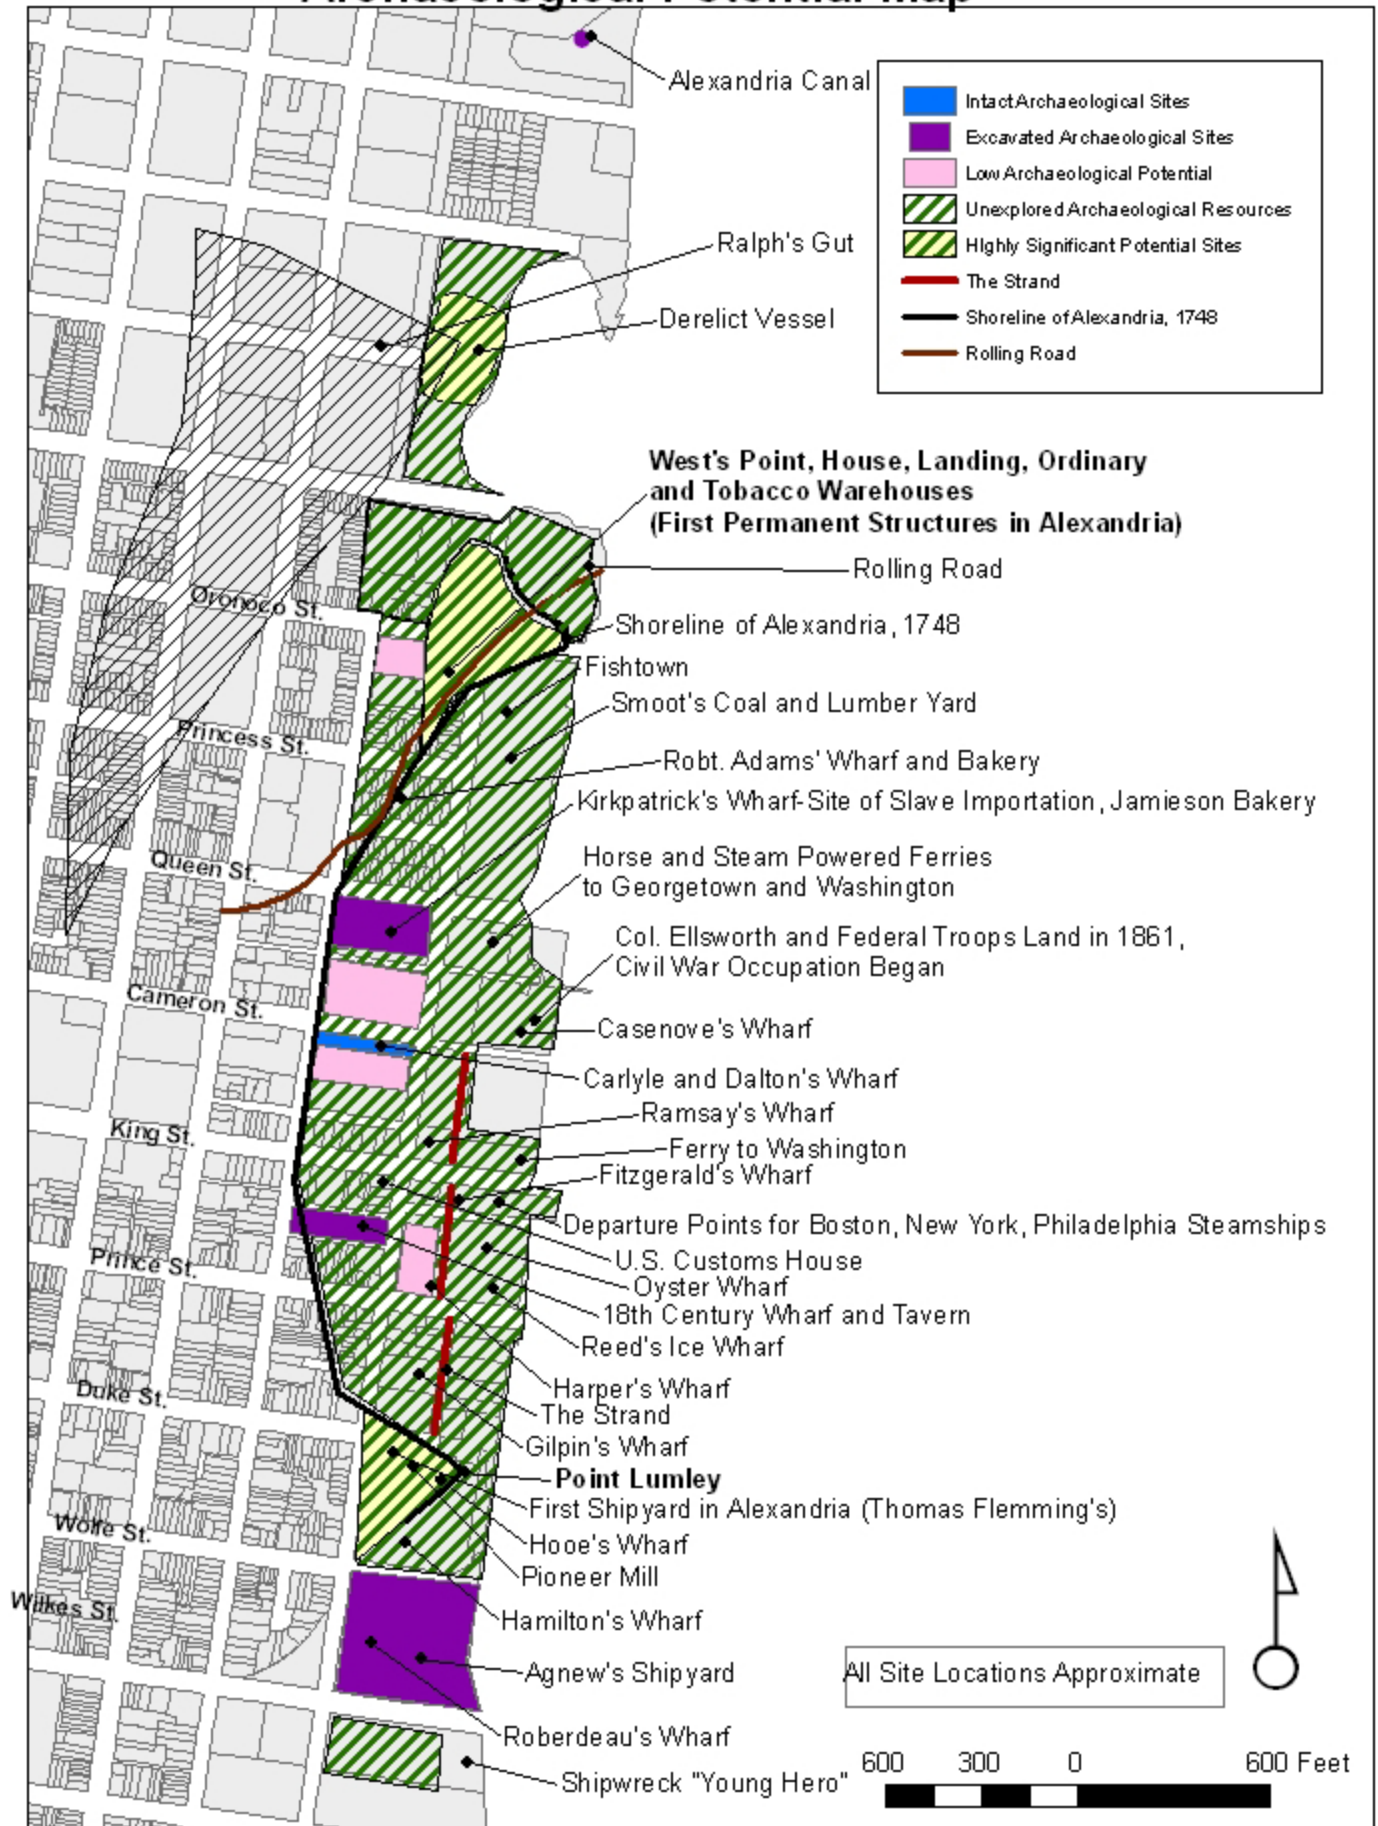 Archaeological Potential Map
Alexandria Canal
Intact Archaeological Sites
Excavated Archaeological Sites
Low Archaeological Potential
Unexplored Archaeological Resources
HIghly Significant Potential Sites
The Strand
Shoreline of Alexandria, 1748
Rolling Road
Ralph's Gut
Derelict Vessel
West's Point, House, Landing, Ordinary
and Tobacco Warehouses
(First Permanent Structures in Alexandria)
Rolling Road
Oronoco St.
Shoreline of Alexandria, 1748
Fishtown
Smoot's Coal and Lumber Yard
Princess St.
Robt. Adams' Wharf and Bakery
Kirkpatrick's Wharf-Site of Slave Importation, Jamieson Bakery
Queen St.
Horse and Steam Powered Ferries
to Georgetown and Washington
Col. Ellsworth and Federal Troops Land in 1861,
Civil War Occupation Began
Cameron St.
Casenove's Wharf
Carlyle and Dalton's Wharf
Ramsay's Wharf
King St.
Ferry to Washington
Fitzgerald's Wharf
Departure Points for Boston, New York, Philadelphia Steamships
U.S. Customs House
Prince St.
Oyster Wharf
18th Century Wharf and Tavern
Reed's Ice Wharf
Harper's Wharf
Duke St.
The Strand
Gilpin's Wharf
Point Lumley
First Shipyard in Alexandria (Thomas Flemming's)
Wolfe St.
Hooe's Wharf
Pioneer Mill
Wilkes St.
Hamilton's Wharf
Agnew's Shipyard
All Site Locations Approximate
Roberdeau's Wharf
Shipwreck "Young Hero"
600 300 0 600 Feet